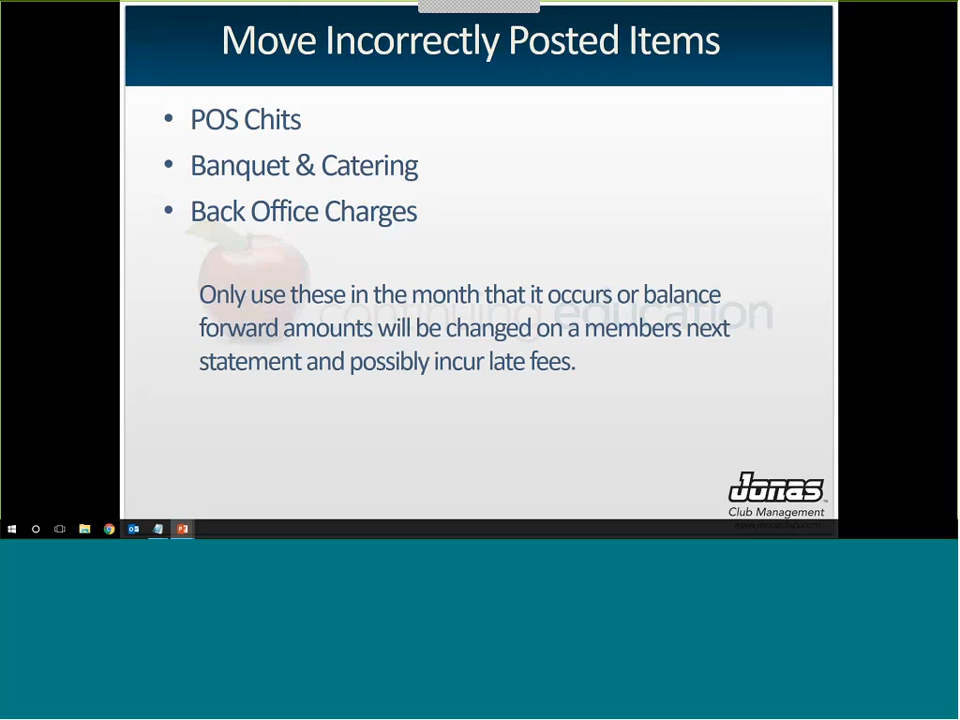 Move Incorrectly Posted Items
• POS Chits
• Banquet & Catering
• Back Office Charges
Only use these in the month that it occurs or balance
forward amounts will be changed on a members next
statement and possibly incur late fees.
continuing education
Jonas
Club Management